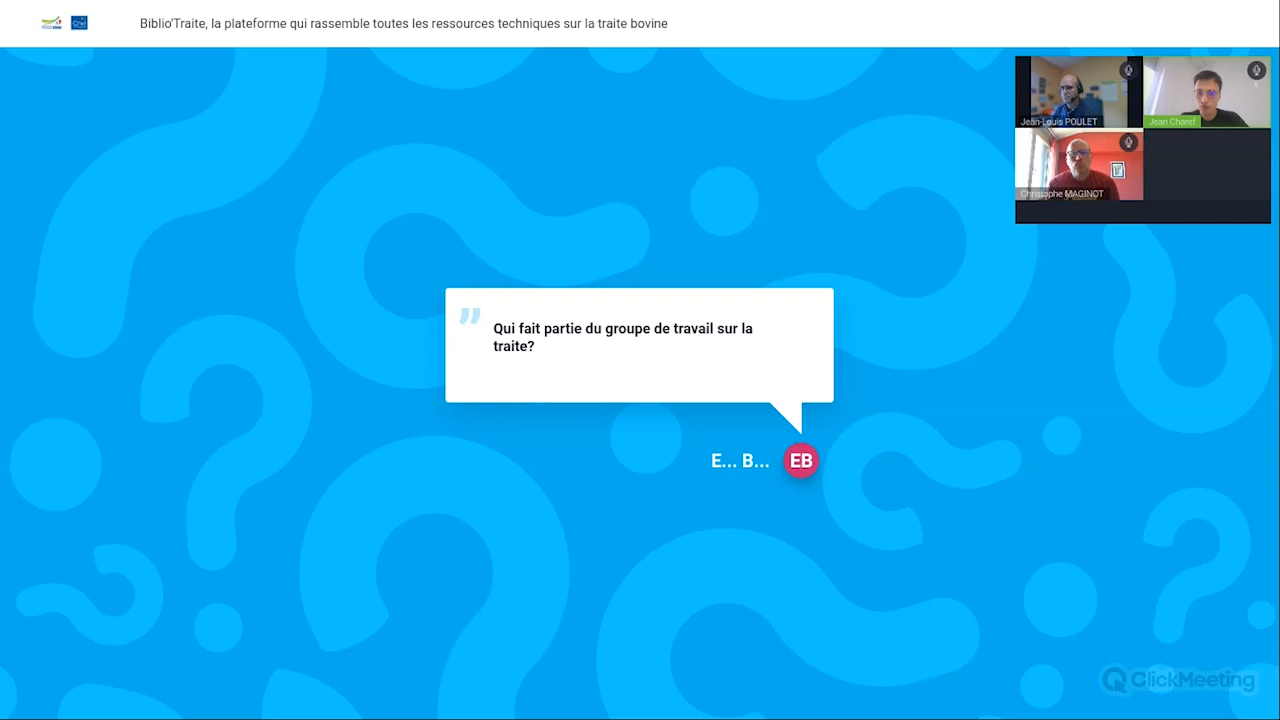 Biblio'Traite, la plateforme qui rassemble toutes les ressources techniques sur la traite bovine
Jean-Louis POULET
Jean Charef
Christophe MAGINOT
Qui fait partie du groupe de travail sur la
traite?
E... B...
EB
ClickMeeting